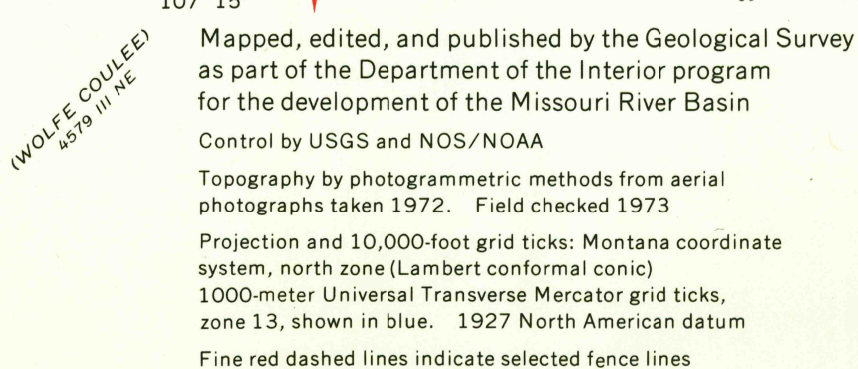 107° 15'
(WOLFE COULEE)
4579 III NE
Mapped, edited, and published by the Geological Survey
as part of the Department of the Interior program
for the development of the Missouri River Basin
Control by USGS and NOS/NOAA
Topography by photogrammetric methods from aerial
photographs taken 1972. Field checked 1973
Projection and 10,000-foot grid ticks: Montana coordinate
system, north zone (Lambert conformal conic)
1000-meter Universal Transverse Mercator grid ticks,
zone 13, shown in blue. 1927 North American datum
Fine red dashed lines indicate selected fence lines